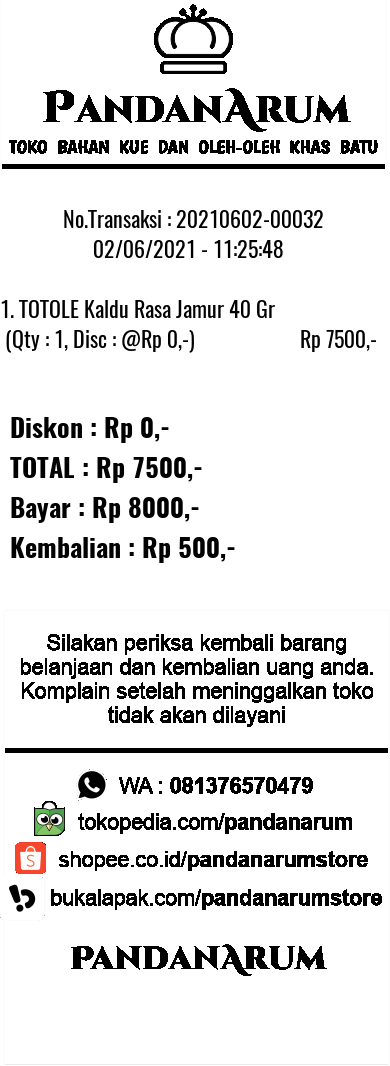 PANDANARUM
TOKO BAHAN KUE DAN OLEH-OLEH KHAS BATU
No.Transaksi : 20210602-00032
02/06/2021 - 11:25:48
1. TOTOLE Kaldu Rasa Jamur 40 Gr
(Qty : 1, Disc : @Rp 0,-) Rp 7500,-
Diskon : Rp 0,-
TOTAL : Rp 7500,-
Bayar : Rp 8000,-
Kembalian : Rp 500,-
Silakan periksa kembali barang
belanjaan dan kembalian uang anda.
Komplain setelah meninggalkan toko
tidak akan dilayani
WA : 081376570479
tokopedia.com/pandanarum
shopee.co.id/pandanarumstore
bukalapak.com/pandanarumstore
PANDANARUM